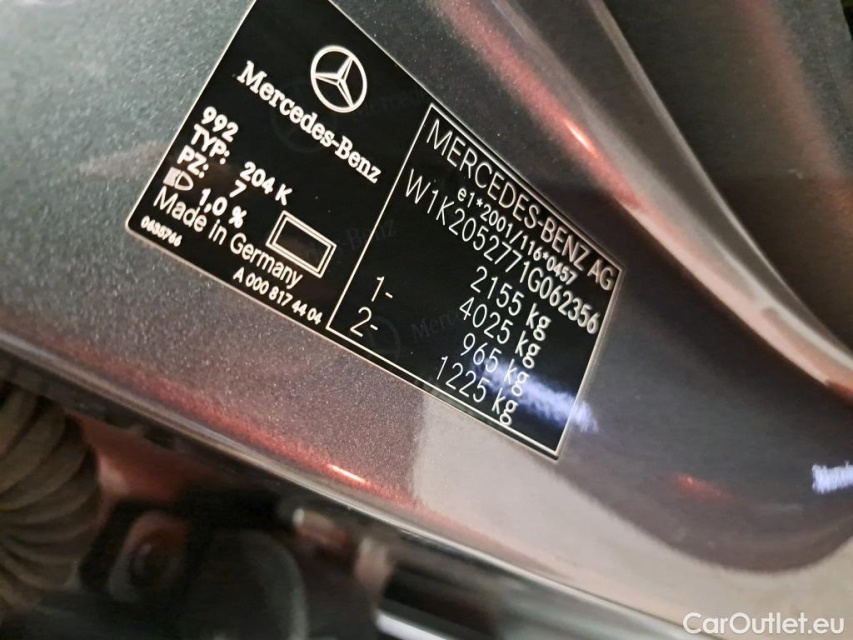 Mercedes-Benz
992
TYP: 204 K
PZ: 7
1.0 %
Made In Germany
0635766
A 000 817 44 04
MERCEDES-BENZ AG
e1*2001/116*0457
W1K2052771G062356
2155 kg
4025 kg
1- 965 kg
2- 1225 kg
CarOutlet.eu